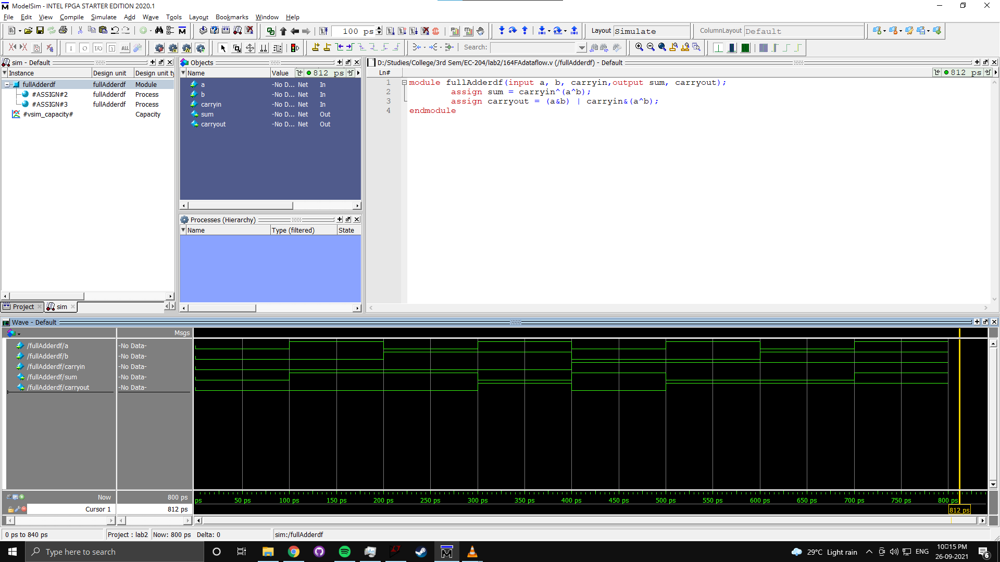 ModelSim - INTEL FPGA STARTER EDITION 2020.1
File Edit View Compile Simulate Add Wave Tools Layout Bookmarks Window Help
100 ps
Layout Simulate
ColumnLayout Default
Search:
sim - Default
Instance Design unit Design unit ty
fullAdderdf fullAdderdf Module
#ASSIGN#2 fullAdderdf Process
#ASSIGN#3 fullAdderdf Process
#vsim_capacity# Capacity
Project sim
Objects
Name Value 812 ps
a -No D... Net In
b -No D... Net In
carryin -No D... Net In
sum -No D... Net Out
carryout -No D... Net Out
Processes (Hierarchy)
Name Type (filtered) State
D:/Studies/College/3rd Sem/EC-204/lab2/164FAdataflow.v (/fullAdderdf) - Default
Ln# 812 ps
1 module fullAdderdf(input a, b, carryin,output sum, carryout);
2 assign sum = carryin^(a^b);
3 assign carryout = (a&b) | carryin&(a^b);
4 endmodule
Wave - Default
Msgs
/fullAdderdf/a -No Data-
/fullAdderdf/b -No Data-
/fullAdderdf/carryin -No Data-
/fullAdderdf/sum -No Data-
/fullAdderdf/carryout -No Data-
Now 800 ps
ps 50 ps 100 ps 150 ps 200 ps 250 ps 300 ps 350 ps 400 ps 450 ps 500 ps 550 ps 600 ps 650 ps 700 ps 750 ps 800 ps
Cursor 1 812 ps
812 ps
0 ps to 840 ps Project : lab2 Now: 800 ps Delta: 0 sim:/fullAdderdf
Type here to search
29°C Light rain ENG
10▯15 PM
26-09-2021
6